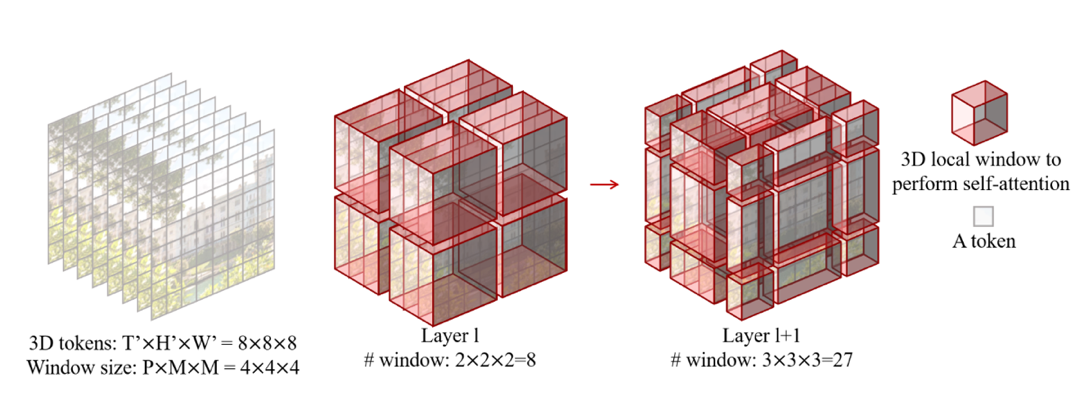 3D tokens: T’×H’×W’ = 8×8×8
Window size: P×M×M = 4×4×4
Layer l
# window: 2×2×2=8
Layer l+1
# window: 3×3×3=27
3D local window to
perform self-attention
A token